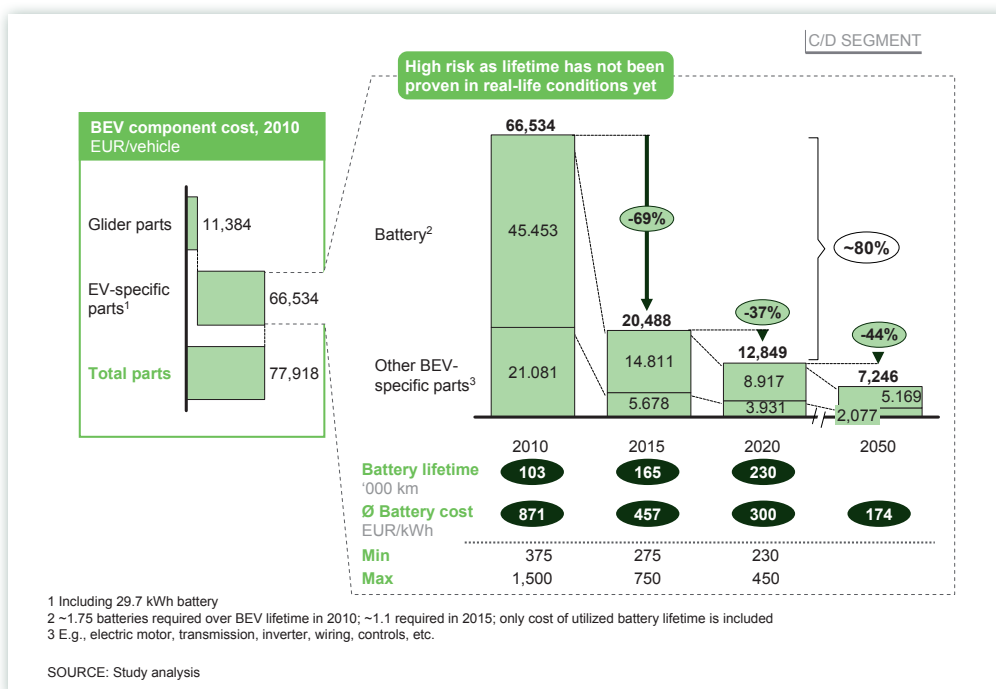 C/D SEGMENT
High risk as lifetime has not been
proven in real-life conditions yet
BEV component cost, 2010
EUR/vehicle
Glider parts
11,384
EV-specific
parts1
66,534
Total parts
77,918
66,534
Battery2
45.453
-69%
~80%
20,488
-37%
12,849
-44%
7,246
Other BEV-
specific parts3
21.081
14.811
5.678
8.917
3.931
5.169
2,077
2010 2015 2020 2050
Battery lifetime
‘000 km
103 165 230
Ø Battery cost
EUR/kWh
871 457 300 174
Min 375 275 230
Max 1,500 750 450
1 Including 29.7 kWh battery
2 ~1.75 batteries required over BEV lifetime in 2010; ~1.1 required in 2015; only cost of utilized battery lifetime is included
3 E.g., electric motor, transmission, inverter, wiring, controls, etc.
SOURCE: Study analysis